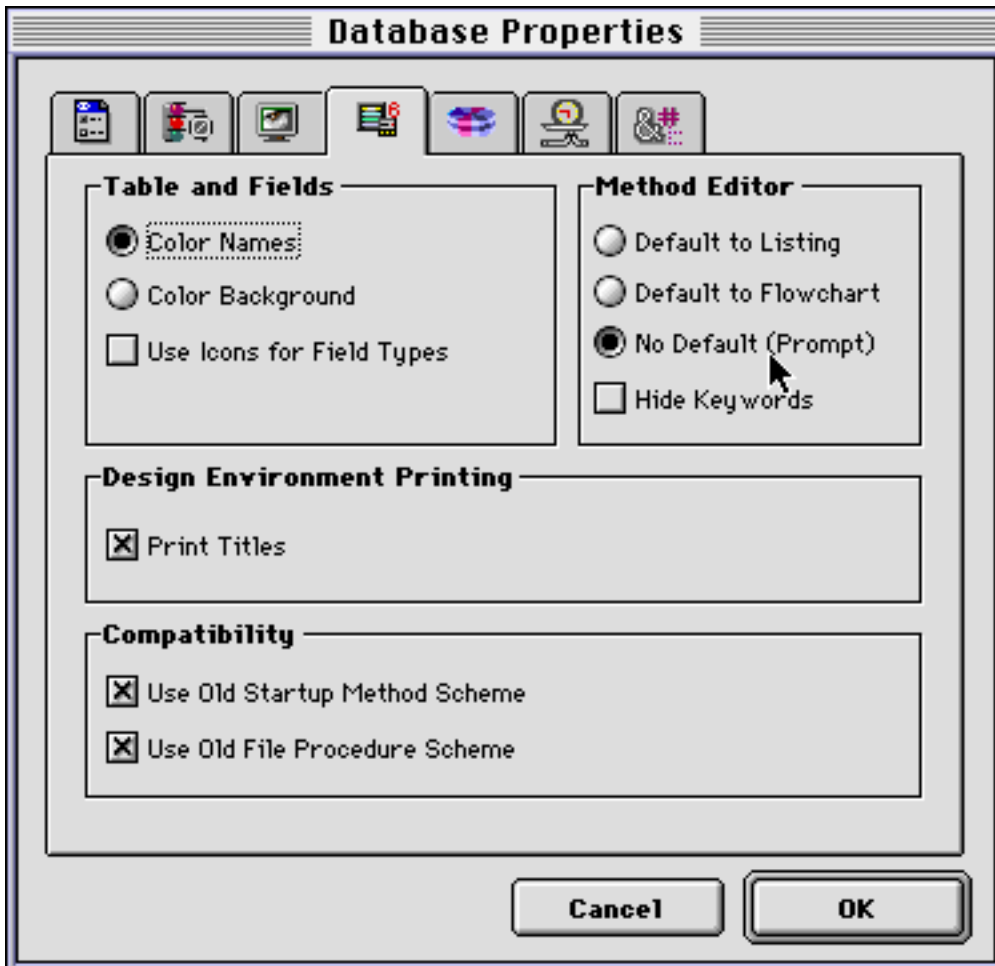 Database Properties
Table and Fields
Color Names
Color Background
Use Icons for Field Types
Method Editor
Default to Listing
Default to Flowchart
No Default (Prompt)
Hide Keywords
Design Environment Printing
Print Titles
Compatibility
Use Old Startup Method Scheme
Use Old File Procedure Scheme
Cancel
OK